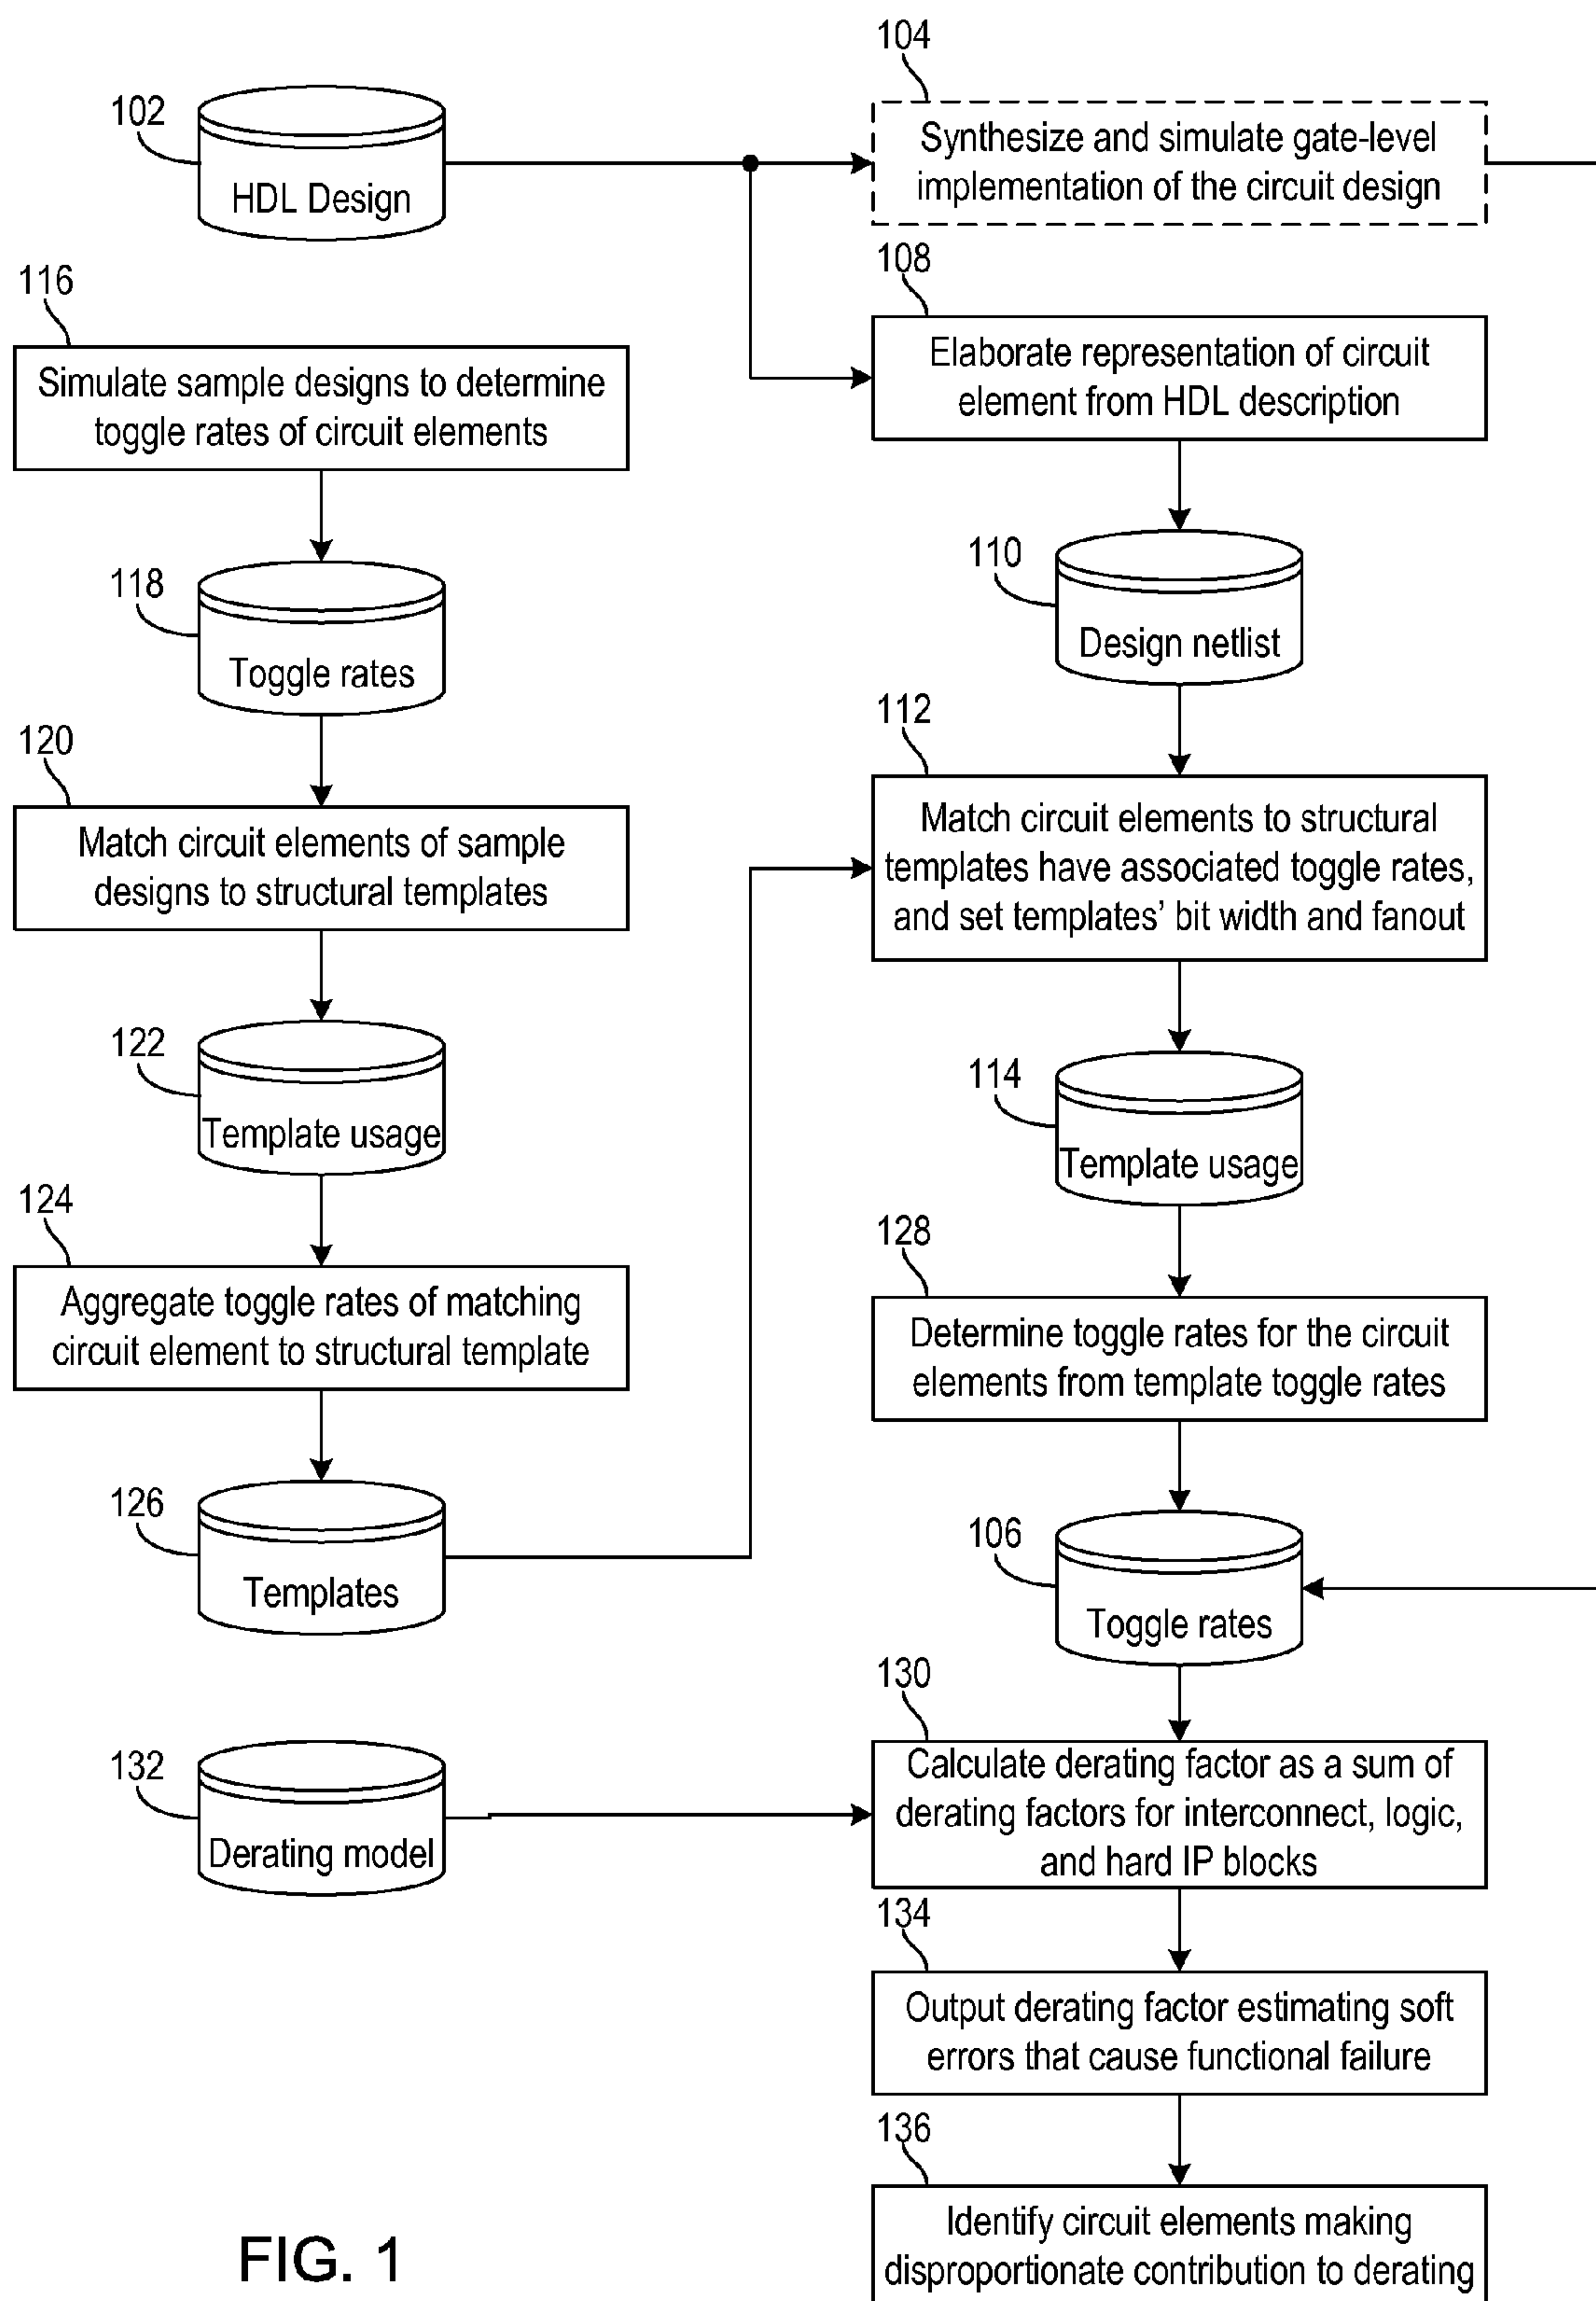 104
102
HDL Design
Synthesize and simulate gate-level
implementation of the circuit design
108
Elaborate representation of circuit
element from HDL description
116
Simulate sample designs to determine
toggle rates of circuit elements
110
Design netlist
118
Toggle rates
112
Match circuit elements to structural
templates have associated toggle rates,
and set templates' bit width and fanout
120
Match circuit elements of sample
designs to structural templates
122
Template usage
114
Template usage
124
Aggregate toggle rates of matching
circuit element to structural template
128
Determine toggle rates for the circuit
elements from template toggle rates
126
Templates
106
Toggle rates
130
Calculate derating factor as a sum of
derating factors for interconnect, logic,
and hard IP blocks
132
Derating model
134
Output derating factor estimating soft
errors that cause functional failure
136
Identify circuit elements making
disproportionate contribution to derating
FIG. 1